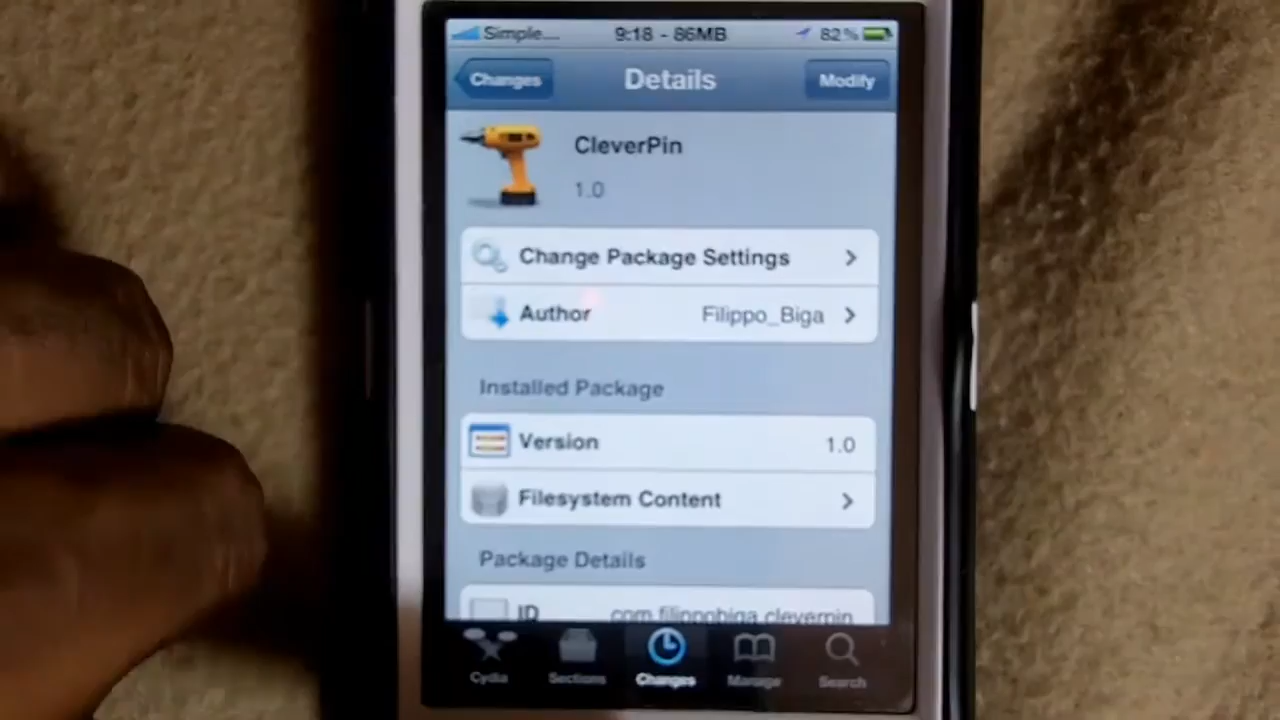 Simple... 9:18 - 86MB 82%
Changes Details Modify
CleverPin
1.0
Change Package Settings
Author Filippo_Biga
Installed Package
Version 1.0
Filesystem Content
Package Details
ID com.filippobiga.cleverpin
Cydia Sections Changes Manage Search